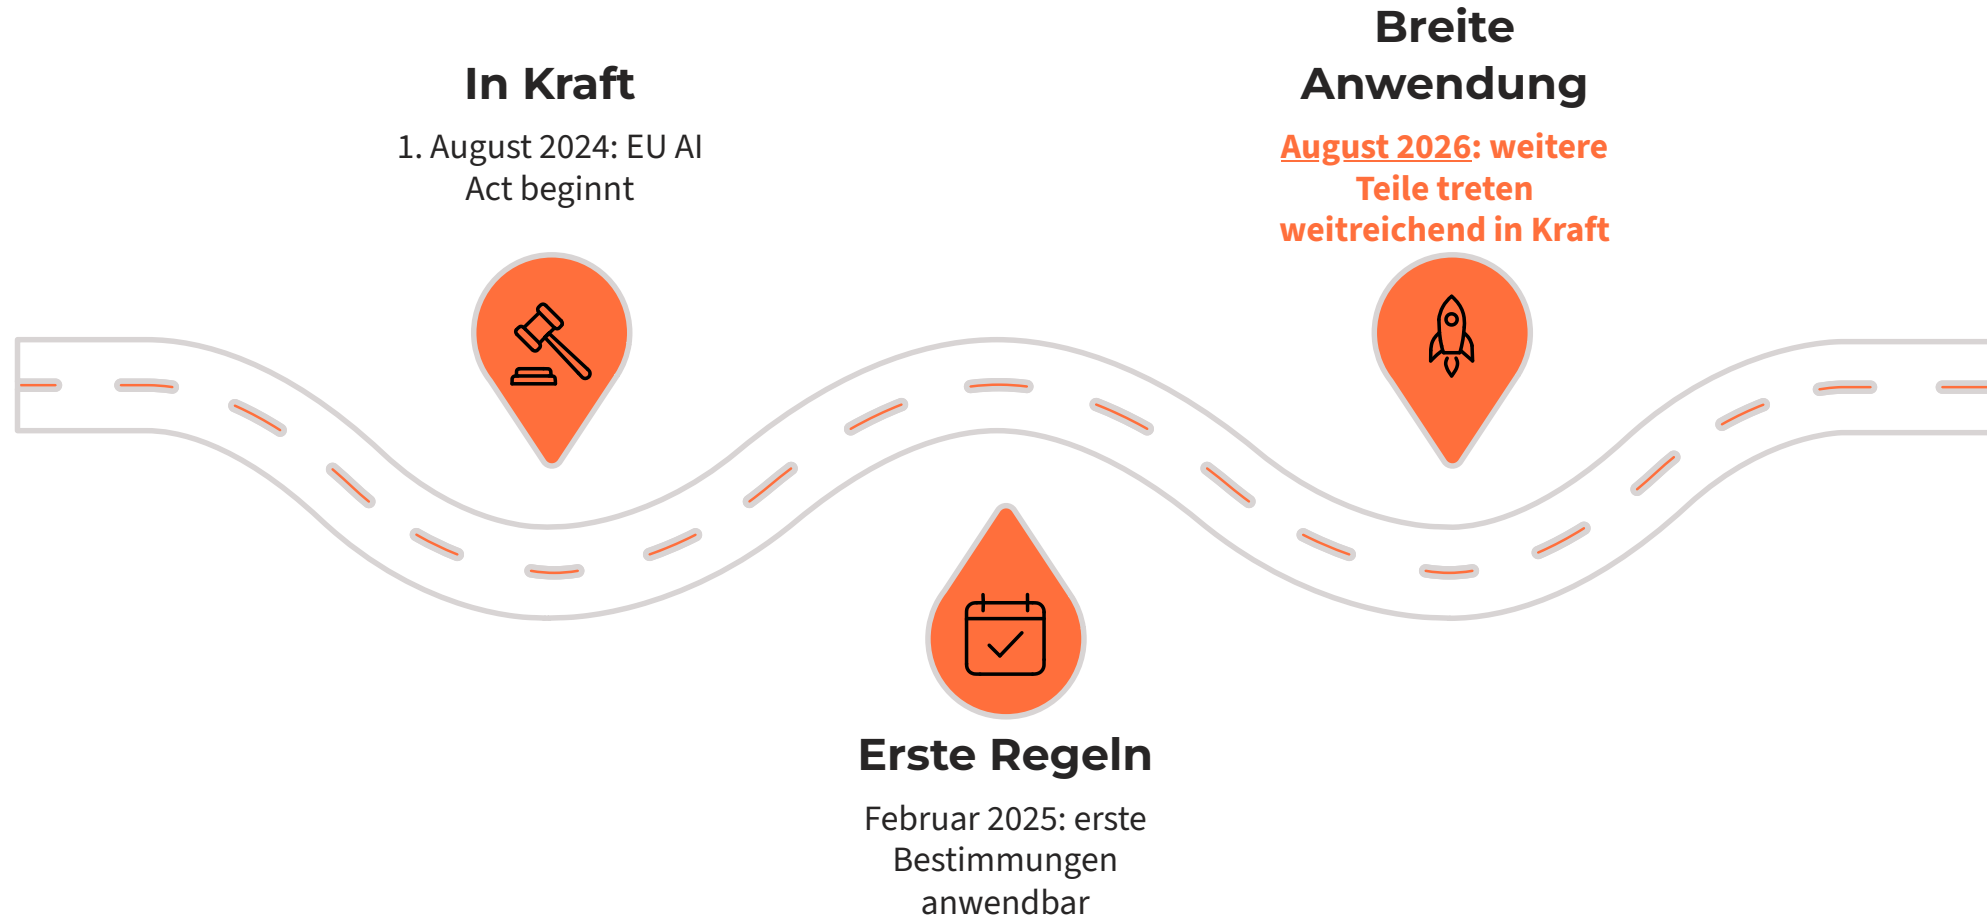 In Kraft
1. August 2024: EU AI
Act beginnt
Breite
Anwendung
August 2026: weitere
Teile treten
weitreichend in Kraft
Erste Regeln
Februar 2025: erste
Bestimmungen
anwendbar